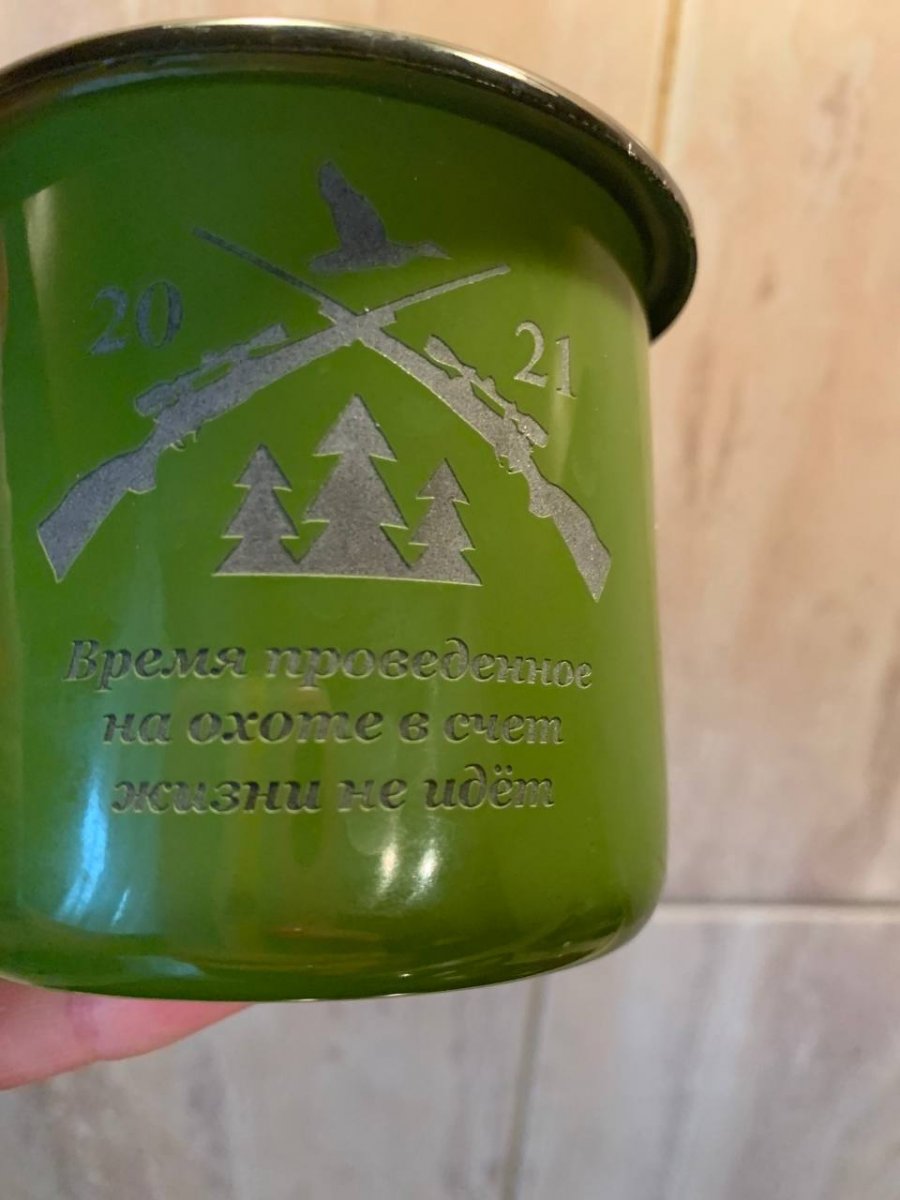 20 21
Время проведенное
на охоте в счет
жизни не идёт